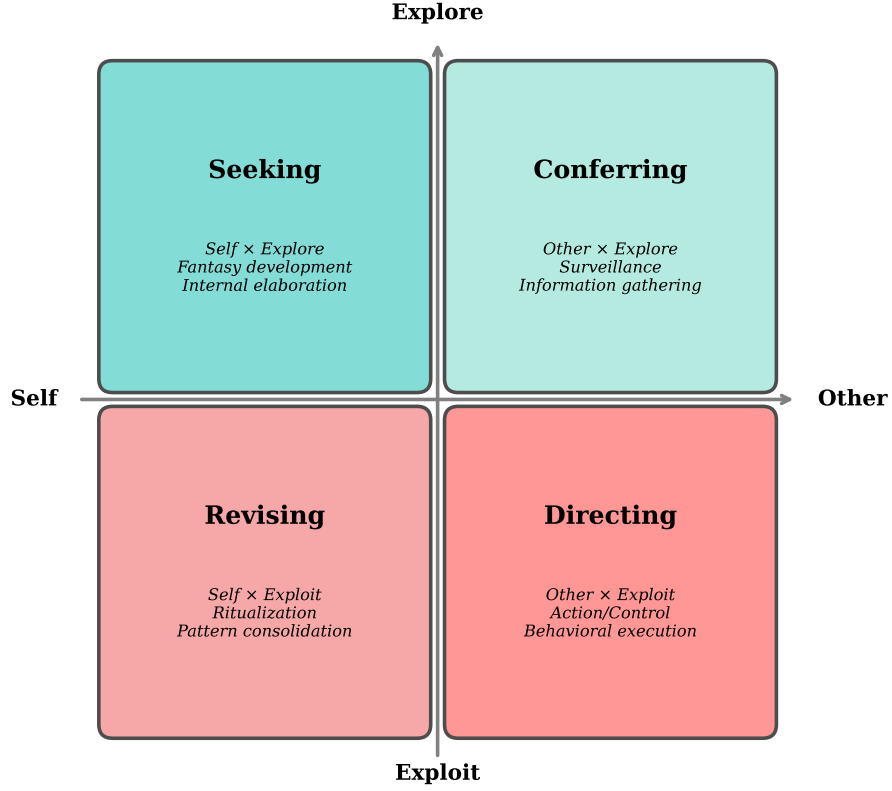 Explore
Seeking
Self × Explore
Fantasy development
Internal elaboration
Conferring
Other × Explore
Surveillance
Information gathering
Self
Other
Revising
Self × Exploit
Ritualization
Pattern consolidation
Directing
Other × Exploit
Action/Control
Behavioral execution
Exploit